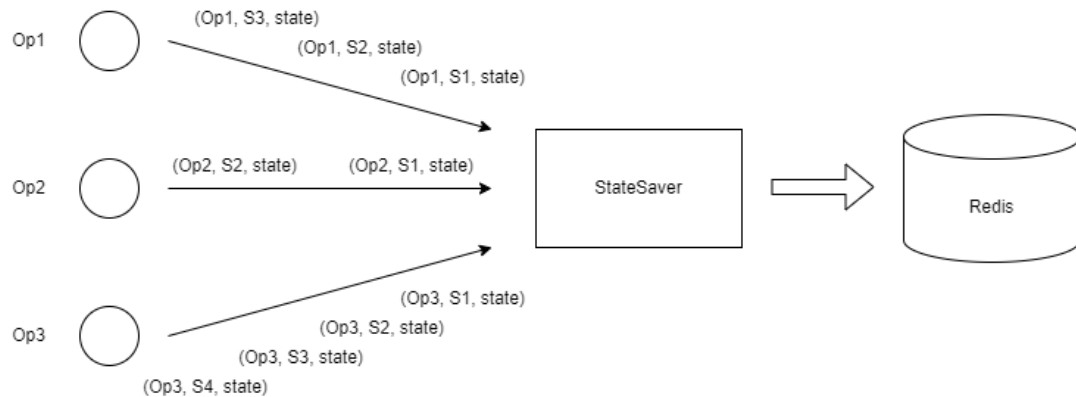 (Op1, S3, state)
Op1
(Op1, S2, state)
(Op1, S1, state)
(Op2, S2, state)
(Op2, S1, state)
Op2
StateSaver
Redis
(Op3, S1, state)
(Op3, S2, state)
Op3
(Op3, S3, state)
(Op3, S4, state)